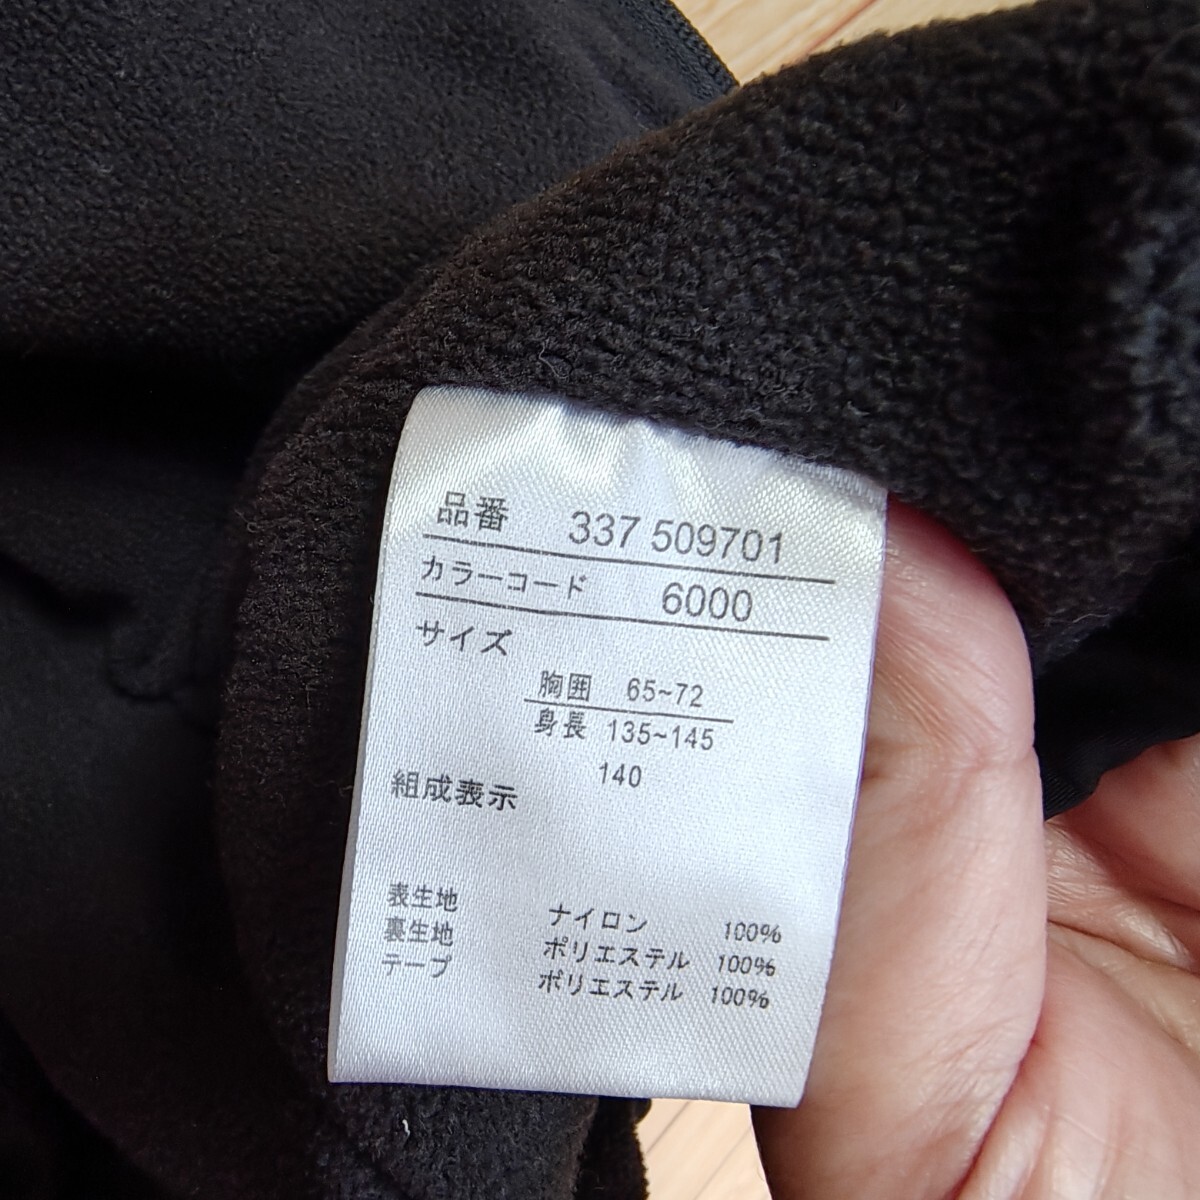 品番 337 509701
カラーコード 6000
サイズ
胸囲 65~72
身長 135~145
140
組成表示
表生地 ナイロン 100%
裏生地 ポリエステル 100%
テープ ポリエステル 100%